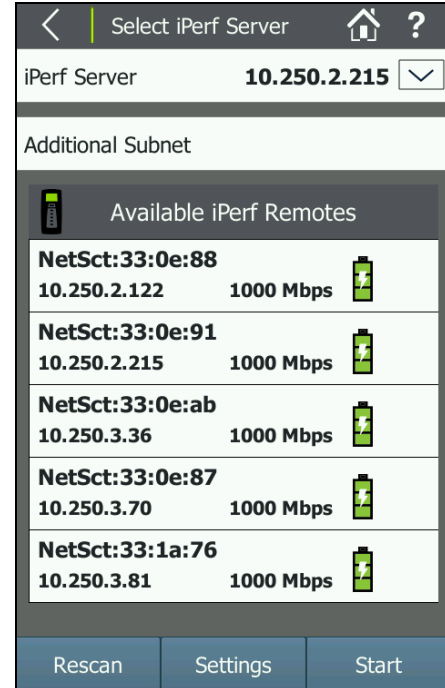 Select iPerf Server ?
iPerf Server 10.250.2.215
Additional Subnet
Available iPerf Remotes
NetSct:33:0e:88
10.250.2.122 1000 Mbps
NetSct:33:0e:91
10.250.2.215 1000 Mbps
NetSct:33:0e:ab
10.250.3.36 1000 Mbps
NetSct:33:0e:87
10.250.3.70 1000 Mbps
NetSct:33:1a:76
10.250.3.81 1000 Mbps
Rescan Settings Start